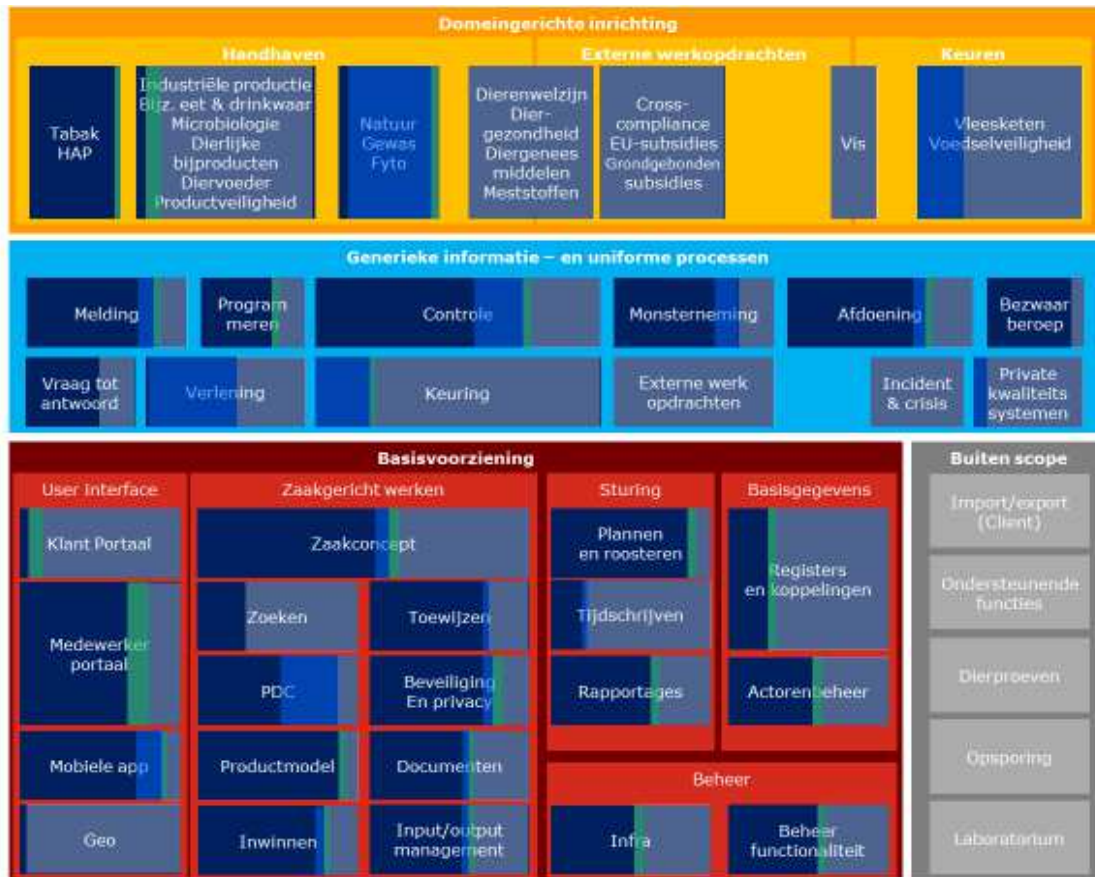 Domeingerichte inrichting
Handhaven
Externe werkopdrachten
Keuren
Tabak
HAP
Industriële productie
Bijz. eet & drinkwaar
Microbiologie
Dierlijke
bijproducten
Diervoeder
Productveiligheid
Natuur
Gewas
Fyto
Dierenwelzijn
Dier-
gezondheid
Diergenees
middelen
Meststoffen
Cross-
compliance
EU-subsidies
Grondgebonden
subsidies
Vis
Vleesketen
Voedselveiligheid
Generieke informatie – en uniforme processen
Melding
Program
meren
Controle
Monsterneming
Afdoening
Bezwaar
beroep
Vraag tot
antwoord
Verlening
Keuring
Externe werk
opdrachten
Incident
& crisis
Private
kwaliteits
systemen
Basisvoorziening
User Interface
Klant Portaal
Medewerker
portaal
Mobiele app
Geo
Zaakgericht werken
Zaakconcept
Zoeken
Toewijzen
PDC
Beveiliging
En privacy
Productmodel
Documenten
Inwinnen
Input/output
management
Sturing
Plannen
en roosteren
Tijdschrijven
Rapportages
Basisgegevens
Registers
en koppelingen
Actorenbeheer
Beheer
Infra
Beheer
functionaliteit
Buiten scope
Import/export
(Client)
Ondersteunende
functies
Dierproeven
Opsporing
Laboratorium